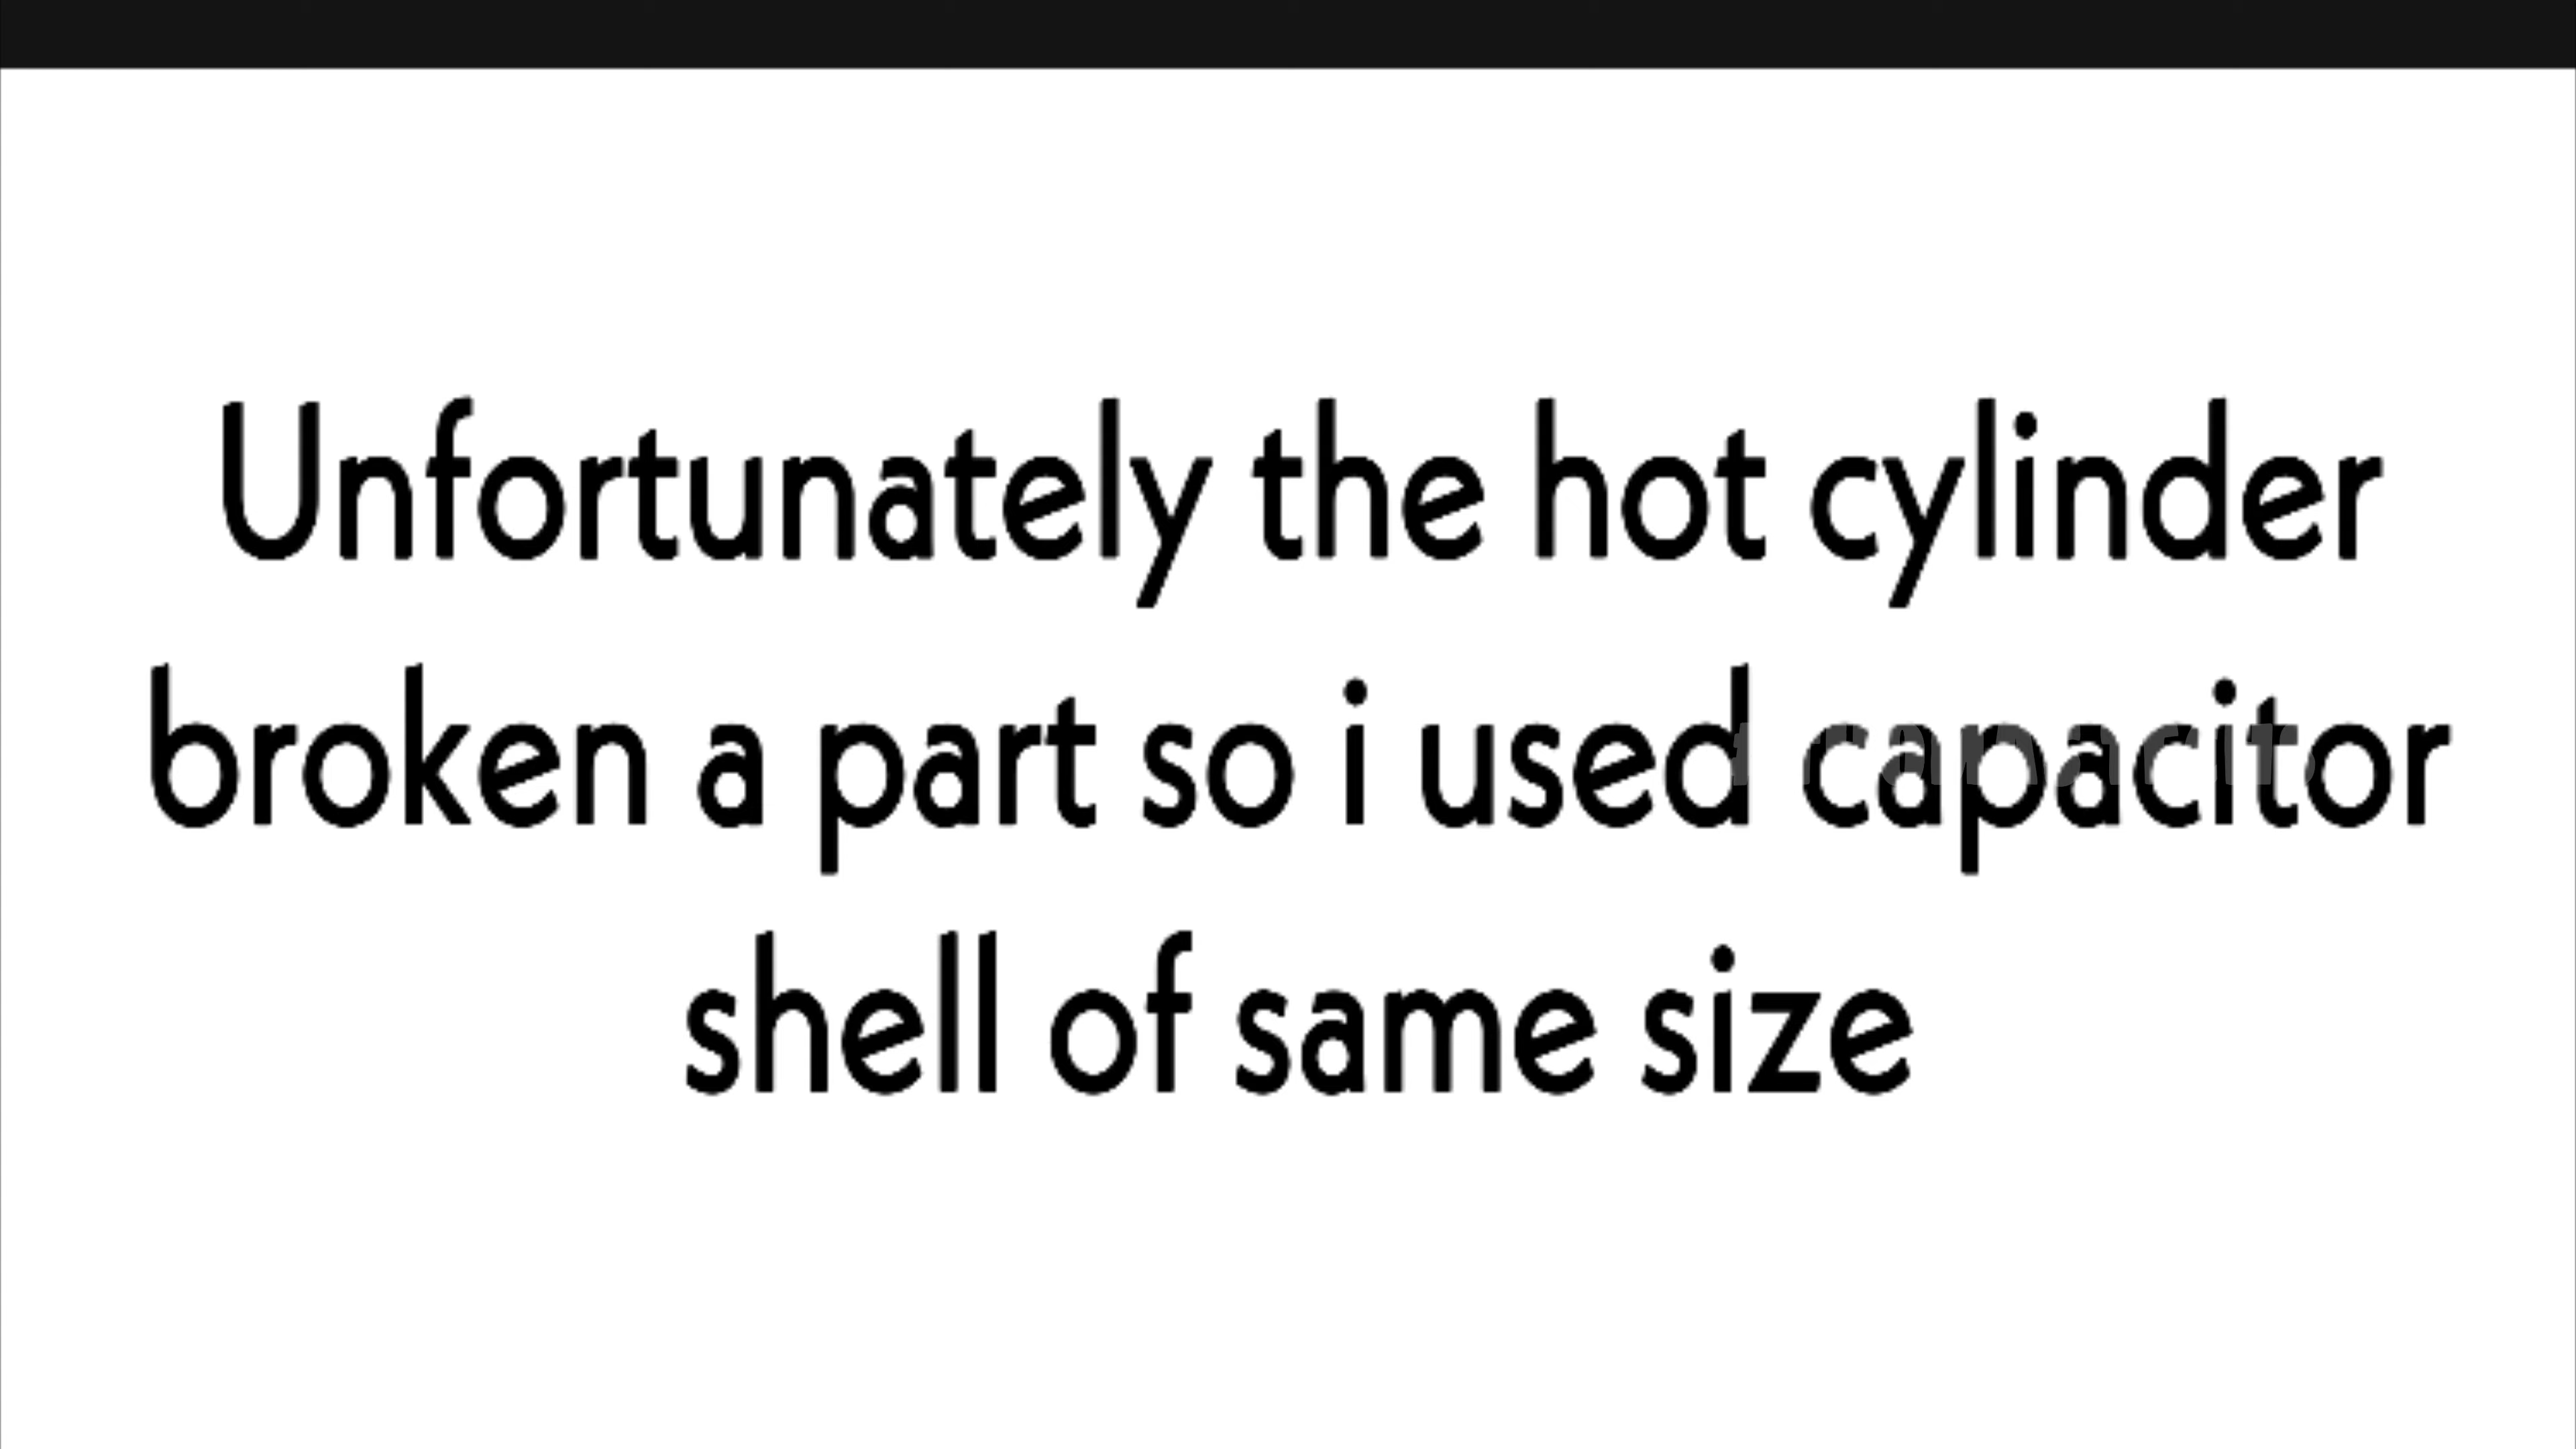 Unfortunately the hot cylinder
broken a part so i used capacitor
shell of same size